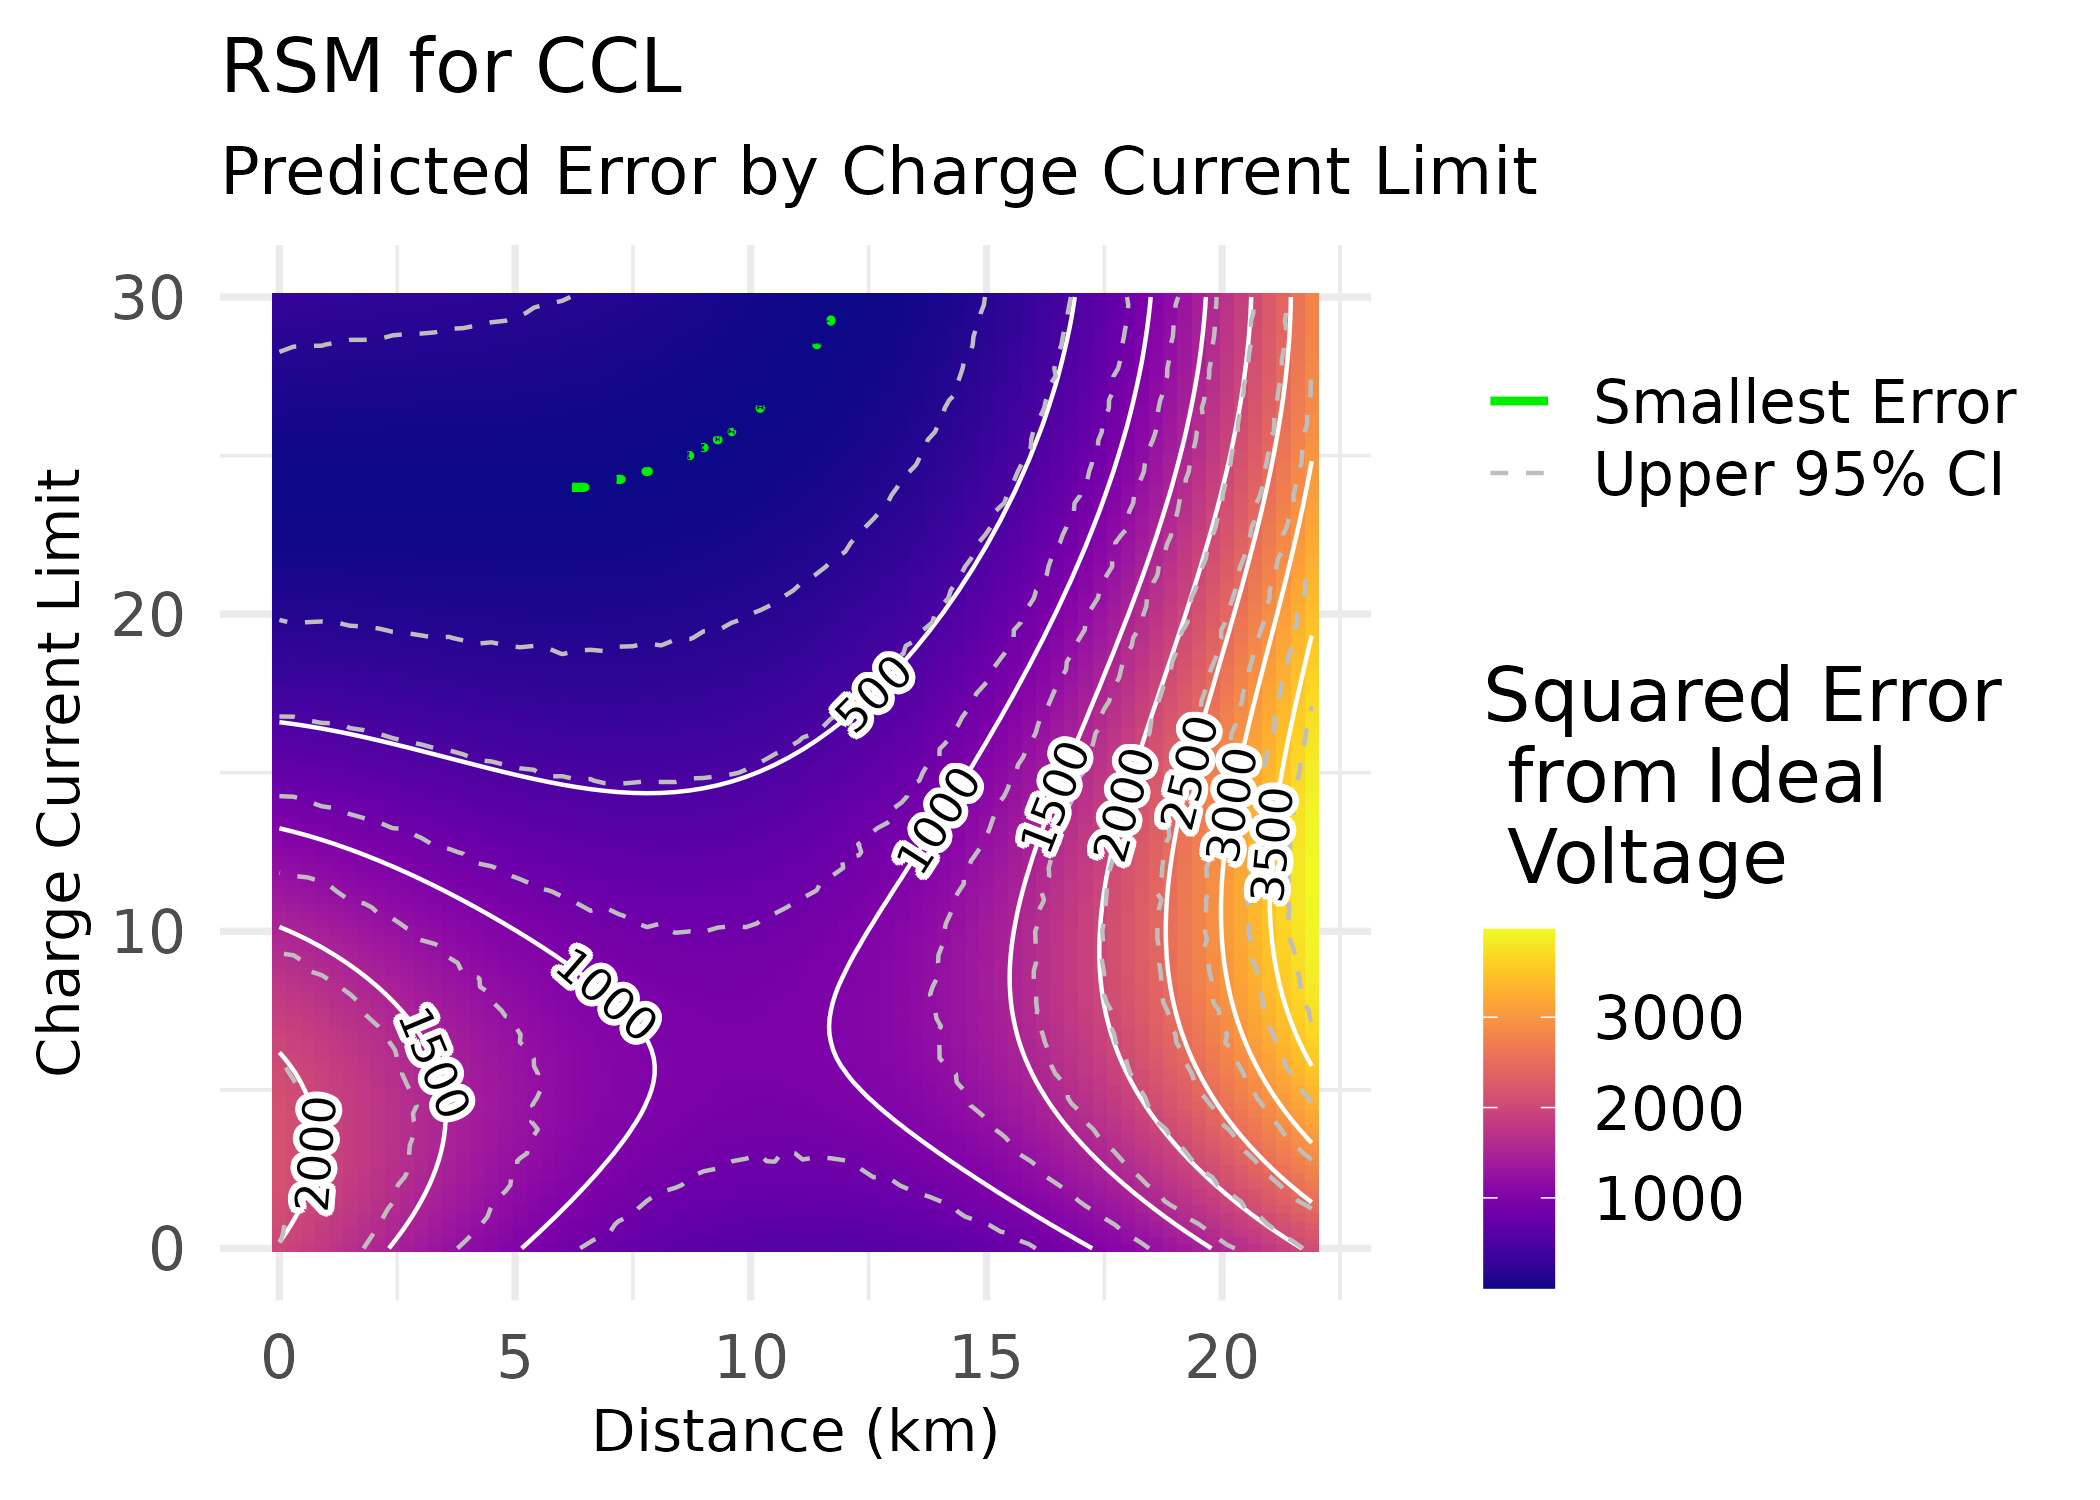 RSM for CCL
Predicted Error by Charge Current Limit
Charge Current Limit
30
20
10
0
0
5
10
15
20
Distance (km)
500
1000
1500
2000
2500
3000
3500
1000
1500
2000
Smallest Error
Upper 95% CI
Squared Error
from Ideal
Voltage
3000
2000
1000